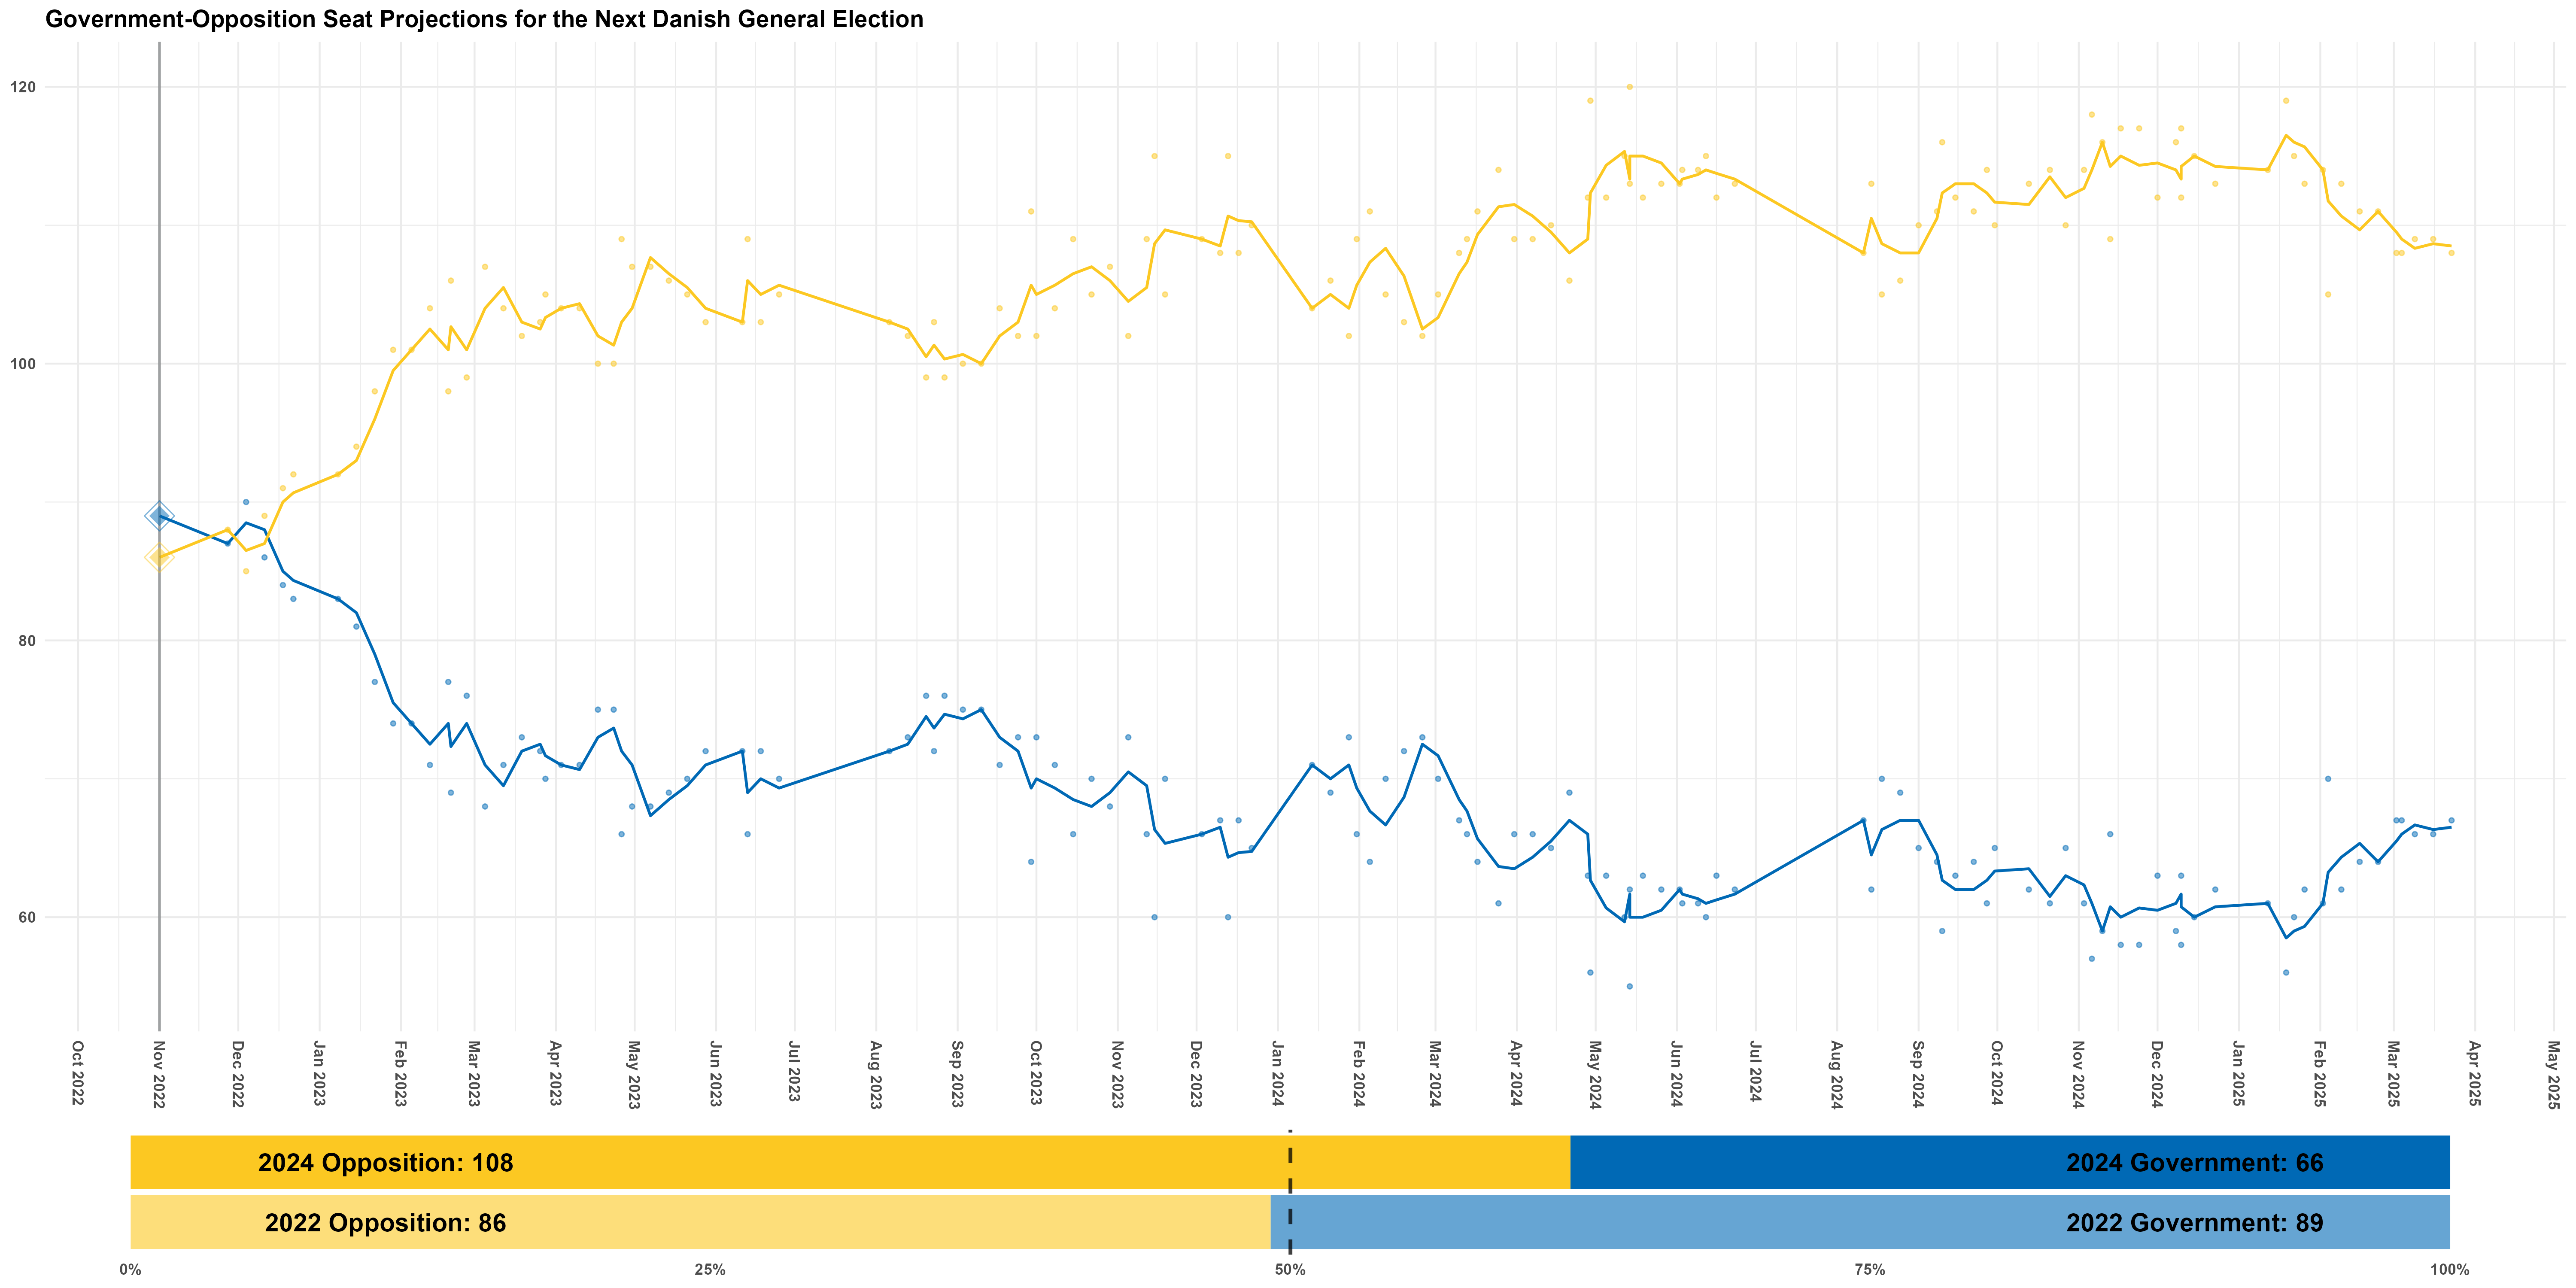 Government-Opposition Seat Projections for the Next Danish General Election
120
100
80
60
Oct 2022
Nov 2022
Dec 2022
Jan 2023
Feb 2023
Mar 2023
Apr 2023
May 2023
Jun 2023
Jul 2023
Aug 2023
Sep 2023
Oct 2023
Nov 2023
Dec 2023
Jan 2024
Feb 2024
Mar 2024
Apr 2024
May 2024
Jun 2024
Jul 2024
Aug 2024
Sep 2024
Oct 2024
Nov 2024
Dec 2024
Jan 2025
Feb 2025
Mar 2025
Apr 2025
May 2025
2024 Opposition: 108
2024 Government: 66
2022 Opposition: 86
2022 Government: 89
0%
25%
50%
75%
100%